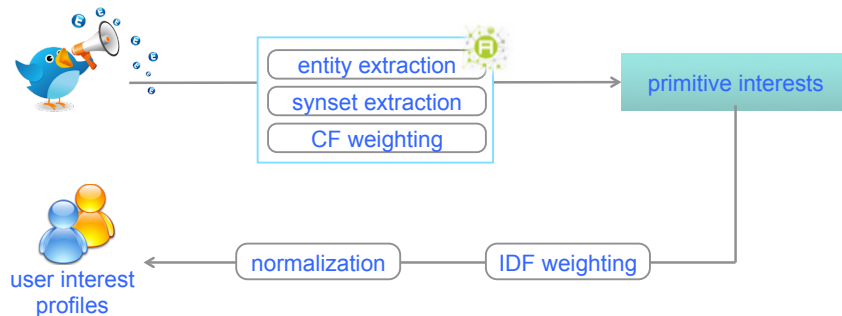 entity extraction
synset extraction
CF weighting
primitive interests
normalization
IDF weighting
user interest
profiles